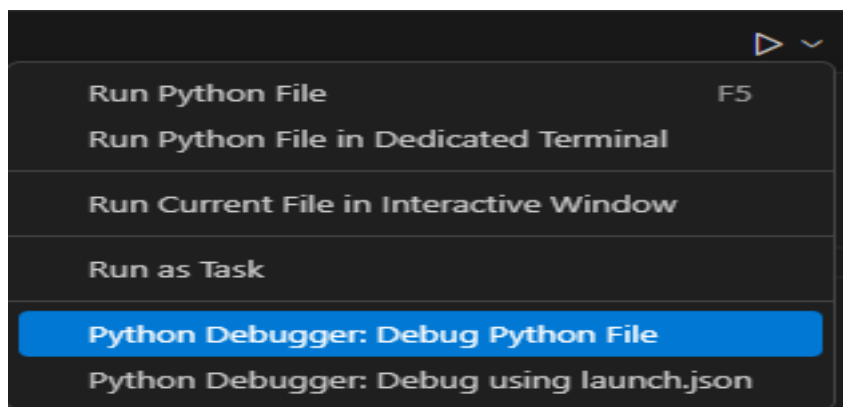 Run Python File F5
Run Python File in Dedicated Terminal
Run Current File in Interactive Window
Run as Task
Python Debugger: Debug Python File
Python Debugger: Debug using launch.json